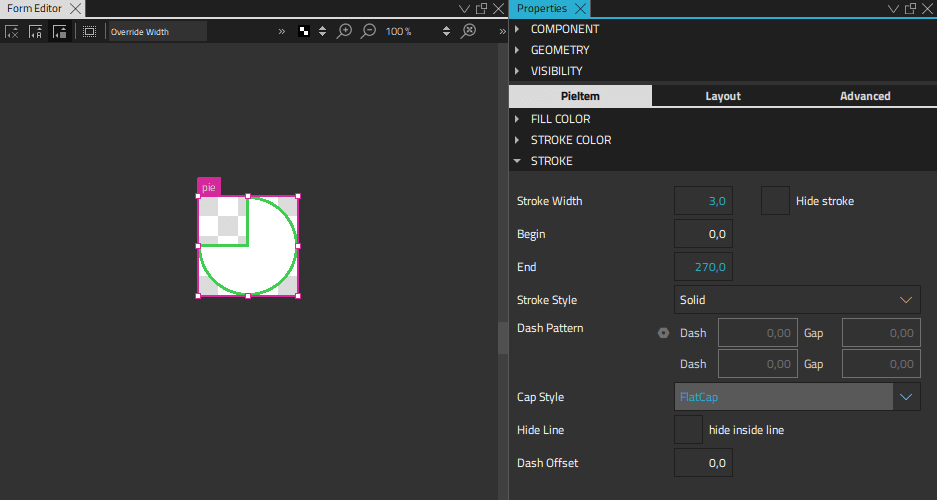 Form Editor
Properties
Override Width
»
100%
»
COMPONENT
GEOMETRY
VISIBILITY
PieItem Layout Advanced
FILL COLOR
STROKE COLOR
STROKE
pie
Stroke Width 3,0 Hide stroke
Begin 0,0
End 270,0
Stroke Style Solid
Dash Pattern Dash 0,00 Gap 0,00
Dash 0,00 Gap 0,00
Cap Style FlatCap
Hide Line hide inside line
Dash Offset 0,0